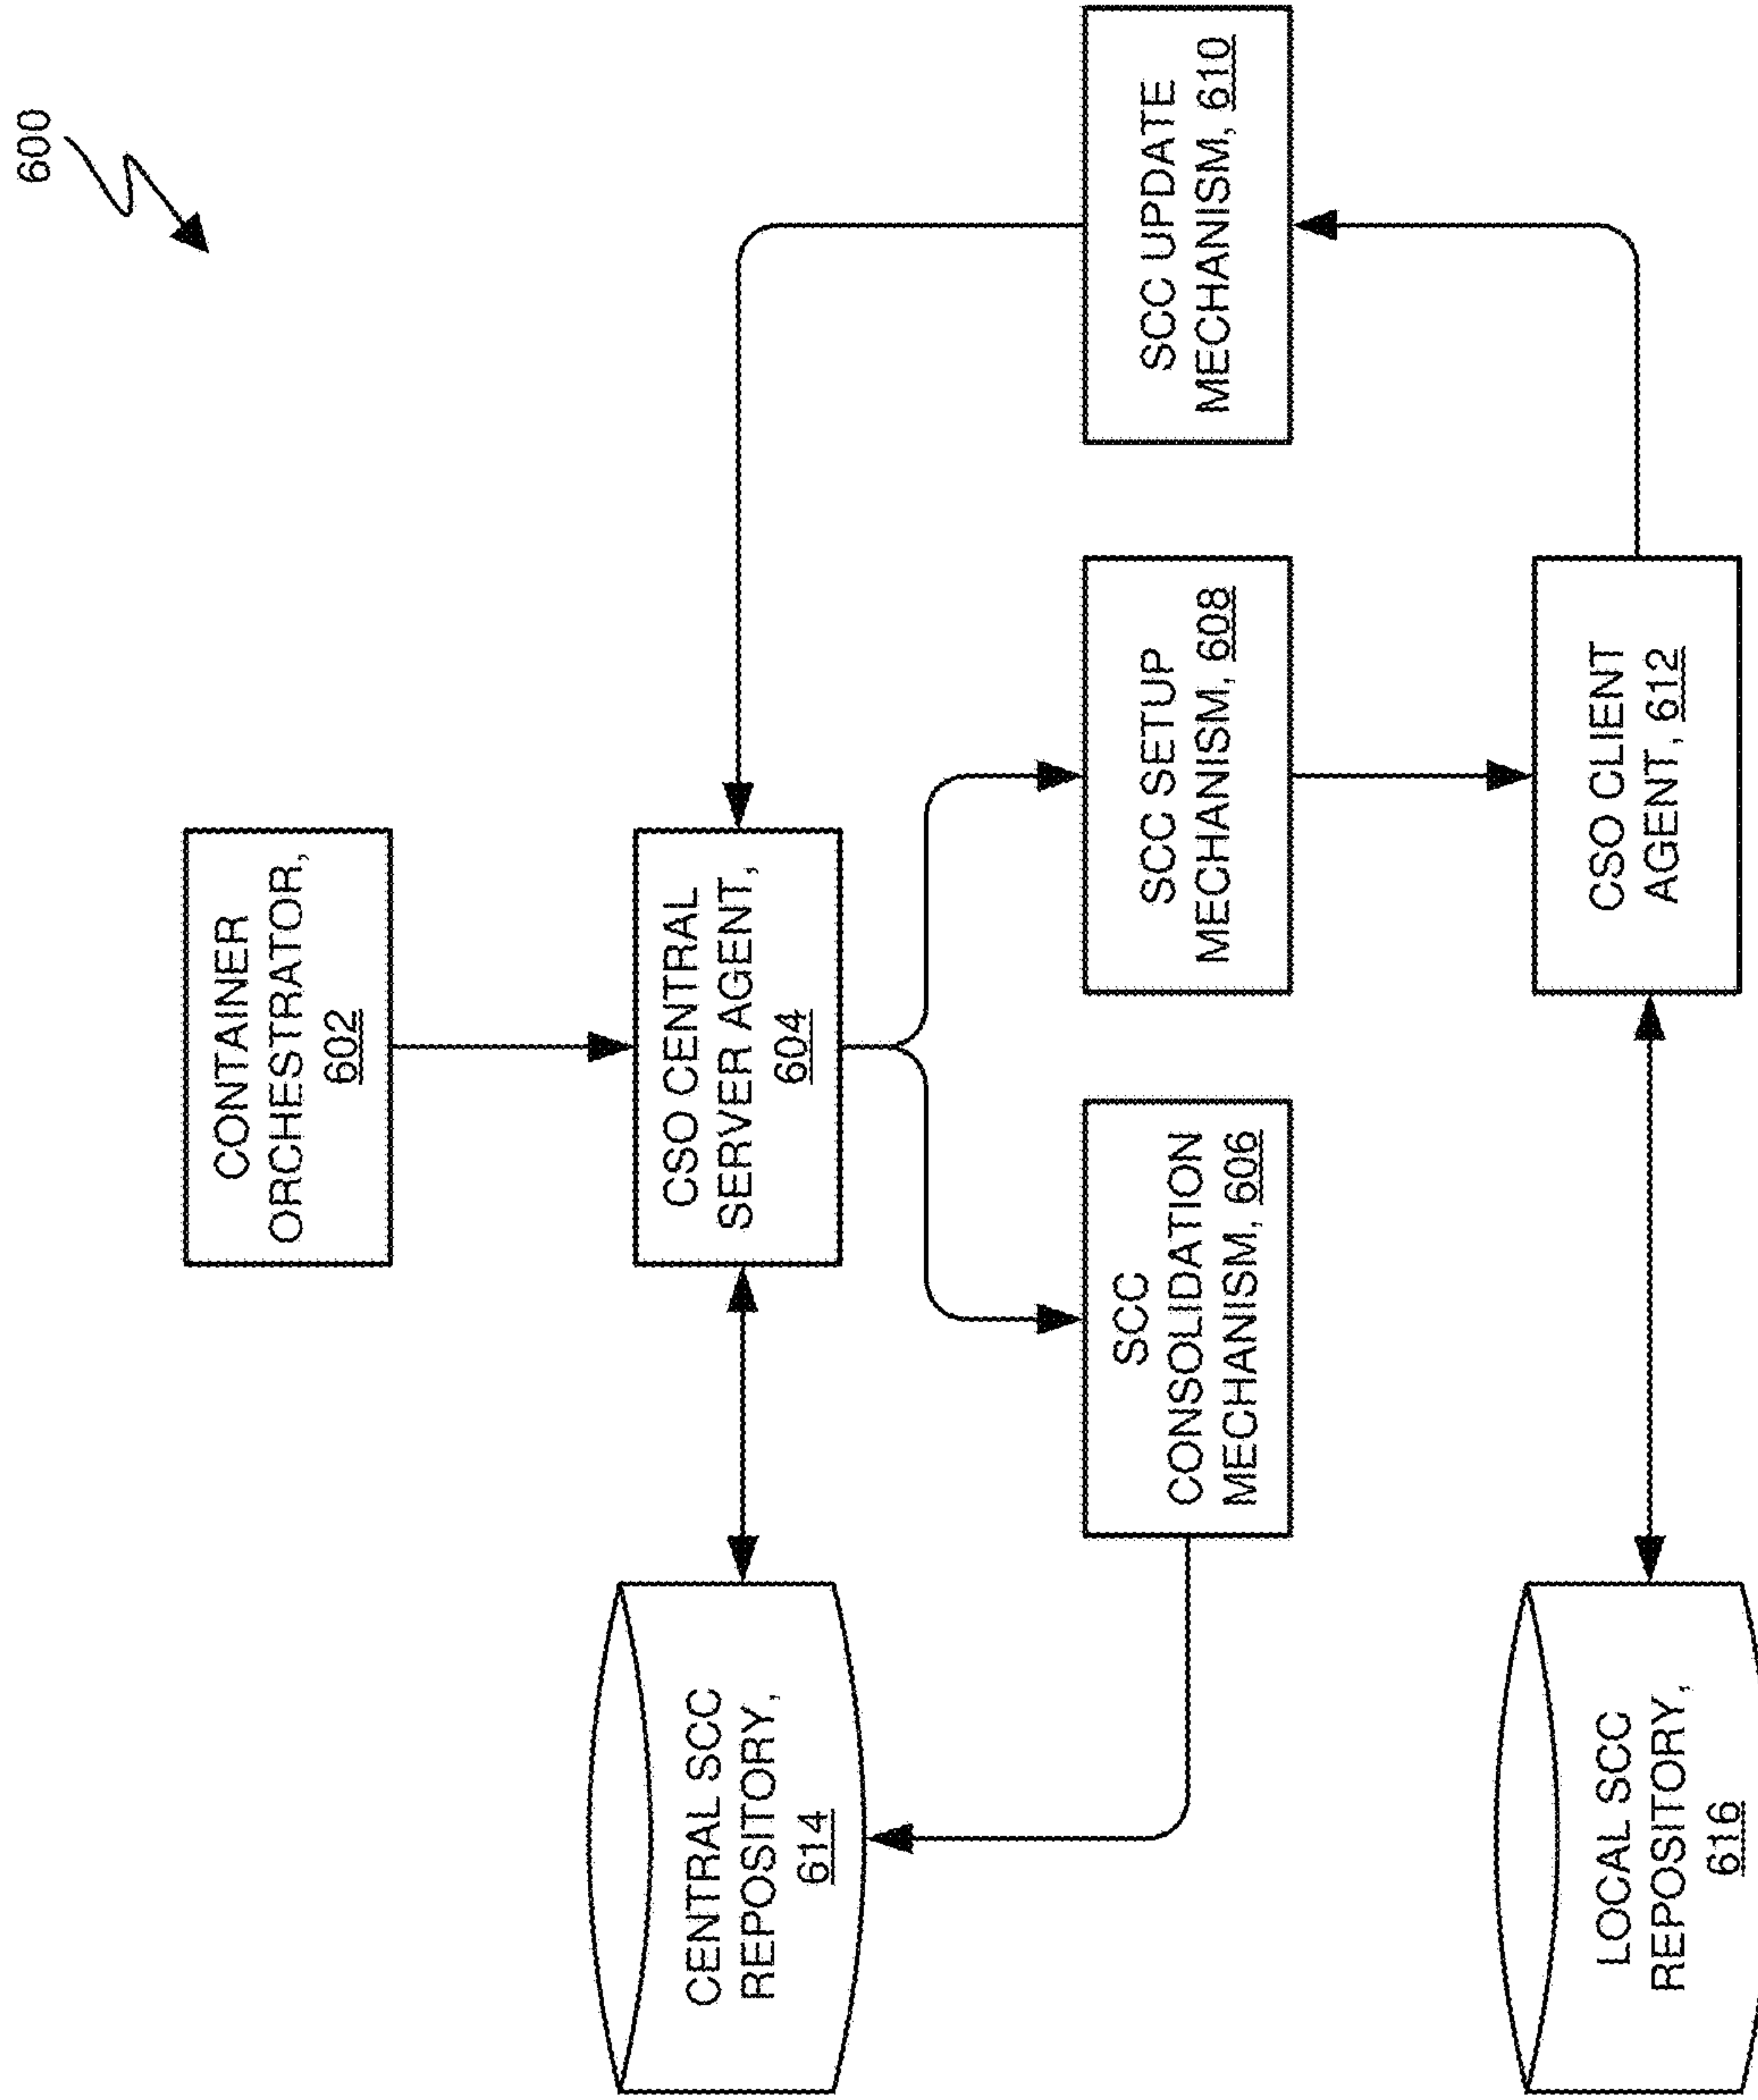 600
CONTAINER
ORCHESTRATOR,
602
CENTRAL SCC
REPOSITORY,
614
CSO CENTRAL
SERVER AGENT,
604
SCC
CONSOLIDATION
MECHANISM, 606
SCC SETUP
MECHANISM, 608
SCC UPDATE
MECHANISM, 610
LOCAL SCC
REPOSITORY,
616
CSO CLIENT
AGENT, 612